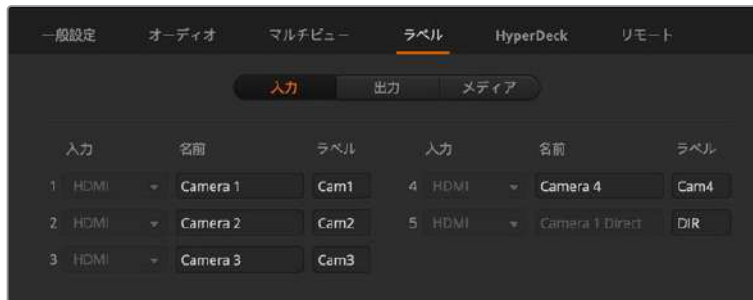 一般設定 オーディオ マルチビュー ラベル HyperDeck リモート
入力 出力 メディア
入力 名前 ラベル 入力 名前 ラベル
1 HDMI Camera 1 Cam1 4 HDMI Camera 4 Cam4
2 HDMI Camera 2 Cam2 5 HDMI Camera 1 Direct DIR
3 HDMI Camera 3 Cam3